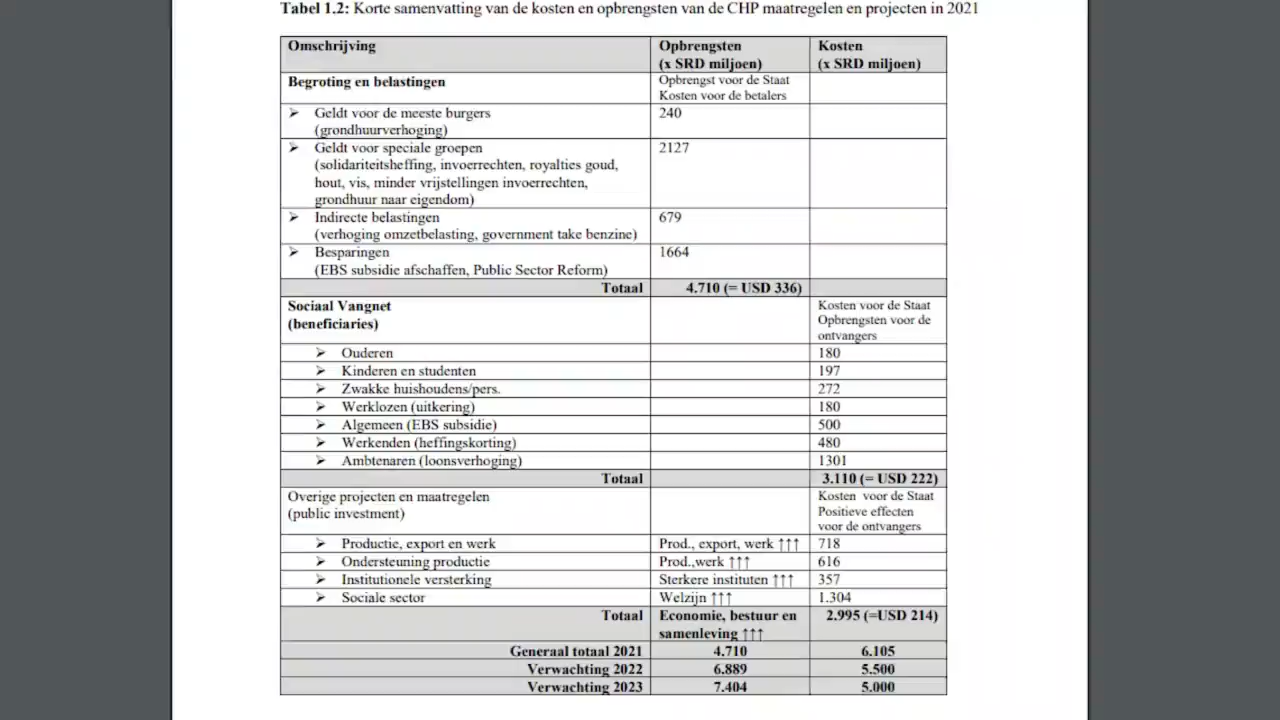 Tabel 1.2: Korte samenvatting van de kosten en opbrengsten van de CHP maatregelen en projecten in 2021
Omschrijving Opbrengsten Kosten
(x SRD miljoen) (x SRD miljoen)
Begroting en belastingen Opbrengst voor de Staat
Kosten voor de betalers
➢ Geldt voor de meeste burgers 240
(grondhuurverhoging)
➢ Geldt voor speciale groepen 2127
(solidariteitsheffing, invoerrechten, royalties goud,
hout, vis, minder vrijstellingen invoerrechten,
grondhuur naar eigendom)
➢ Indirecte belastingen 679
(verhoging omzetbelasting, government take benzine)
➢ Besparingen 1664
(EBS subsidie afschaffen, Public Sector Reform)
Totaal 4.710 (= USD 336)
Sociaal Vangnet Kosten voor de Staat
(beneficiaries) Opbrengsten voor de
ontvangers
➢ Ouderen 180
➢ Kinderen en studenten 197
➢ Zwakke huishoudens/pers. 272
➢ Werklozen (uitkering) 180
➢ Algemeen (EBS subsidie) 500
➢ Werkenden (heffingskorting) 480
➢ Ambtenaren (loonsverhoging) 1301
Totaal 3.110 (= USD 222)
Overige projecten en maatregelen Kosten voor de Staat
(public investment) Positieve effecten
voor de ontvangers
➢ Productie, export en werk Prod., export, werk ↑↑↑ 718
➢ Ondersteuning productie Prod.,werk ↑↑↑ 616
➢ Institutionele versterking Sterkere instituten ↑↑↑ 357
➢ Sociale sector Welzijn ↑↑↑ 1.304
Totaal Economie, bestuur en 2.995 (=USD 214)
samenleving ↑↑↑
Generaal totaal 2021 4.710 6.105
Verwachting 2022 6.889 5.500
Verwachting 2023 7.404 5.000